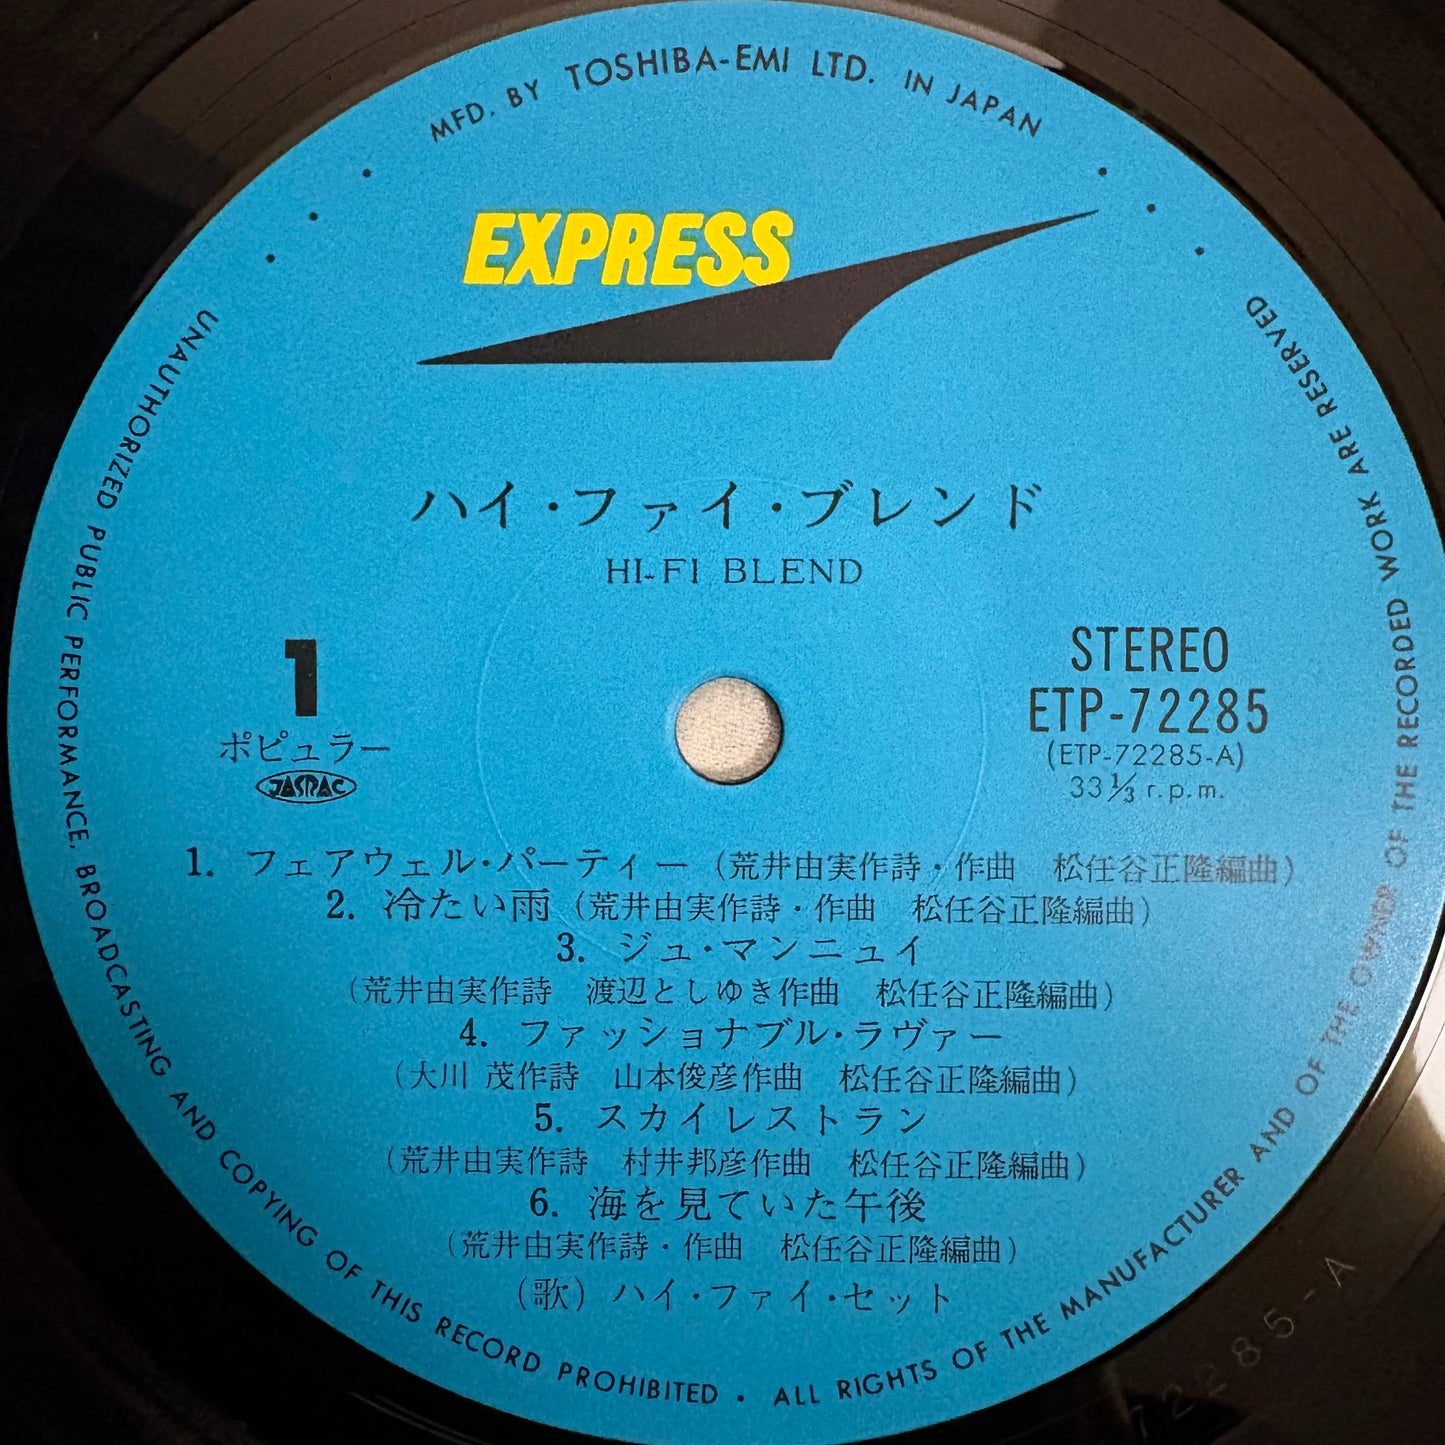 MFD. BY TOSHIBA-EMI LTD. IN JAPAN
EXPRESS
ハイ・ファイ・ブレンド
HI-FI BLEND
1
ポピュラー
JASRAC
STEREO
ETP-72285
(ETP-72285-A)
33 1/3 r.p.m.
1. フェアウェル・パーティー (荒井由実作詩・作曲 松任谷正隆編曲)
2. 冷たい雨 (荒井由実作詩・作曲 松任谷正隆編曲)
3. ジュ・マンニュイ
(荒井由実作詩 渡辺としゆき作曲 松任谷正隆編曲)
4. ファッショナブル・ラヴァー
(大川 茂作詩 山本俊彦作曲 松任谷正隆編曲)
5. スカイレストラン
(荒井由実作詩 村井邦彦作曲 松任谷正隆編曲)
6. 海を見ていた午後
(荒井由実作詩・作曲 松任谷正隆編曲)
(歌) ハイ・ファイ・セット
UNAUTHORIZED PUBLIC PERFORMANCE, BROADCASTING AND COPYING OF THIS RECORD PROHIBITED • ALL RIGHTS OF THE MANUFACTURER AND OF THE OWNER OF THE RECORDED WORK ARE RESERVED
72285-A